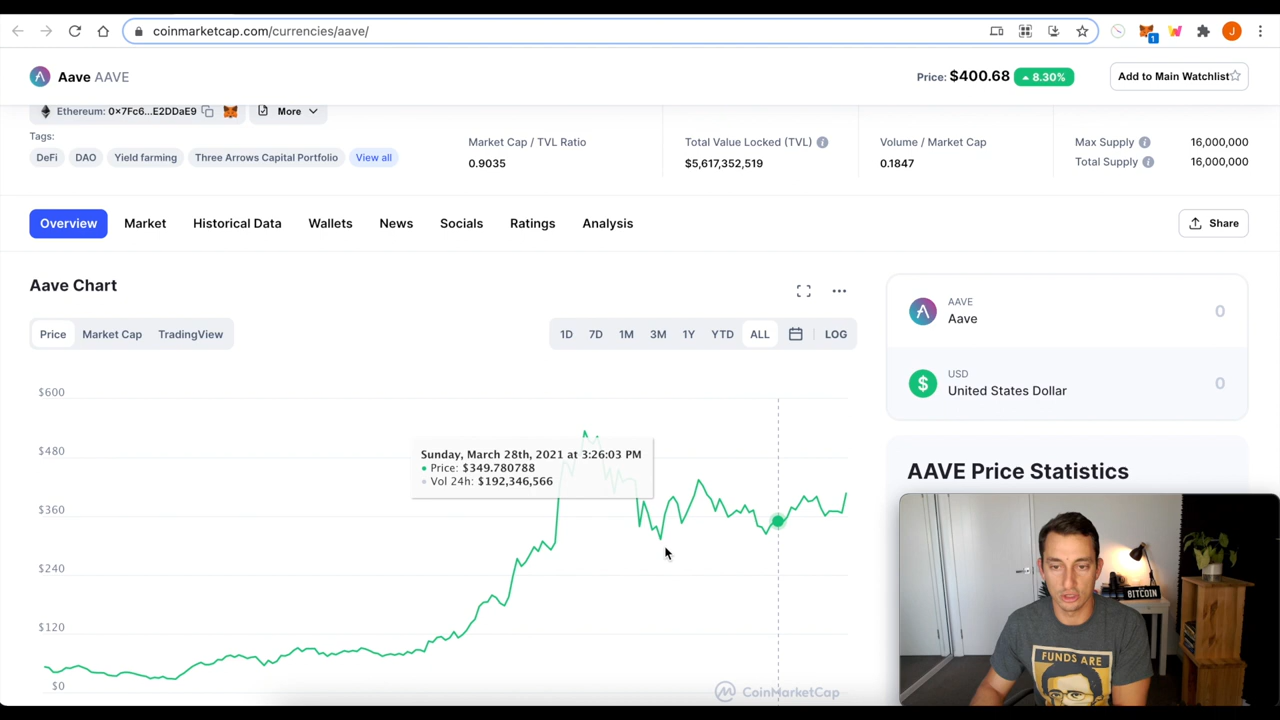 coinmarketcap.com/currencies/aave/
J
1
Aave AAVE
Price: $400.68 8.30%
Add to Main Watchlist
Ethereum: 0x7Fc6...E2DDaE9
More
Tags:
DeFi DAO Yield farming Three Arrows Capital Portfolio View all
Market Cap / TVL Ratio
0.9035
Total Value Locked (TVL)
$5,617,352,519
Volume / Market Cap
0.1847
Max Supply 16,000,000
Total Supply 16,000,000
Overview Market Historical Data Wallets News Socials Ratings Analysis
Share
Aave Chart
Price Market Cap TradingView
1D 7D 1M 3M 1Y YTD ALL LOG
$600
$480
$360
$240
$120
$0
Sunday, March 28th, 2021 at 3:26:03 PM
Price: $349.780788
Vol 24h: $192,346,566
CoinMarketCap
AAVE
Aave
0
USD
United States Dollar
0
AAVE Price Statistics
BITCOIN
FUNDS ARE